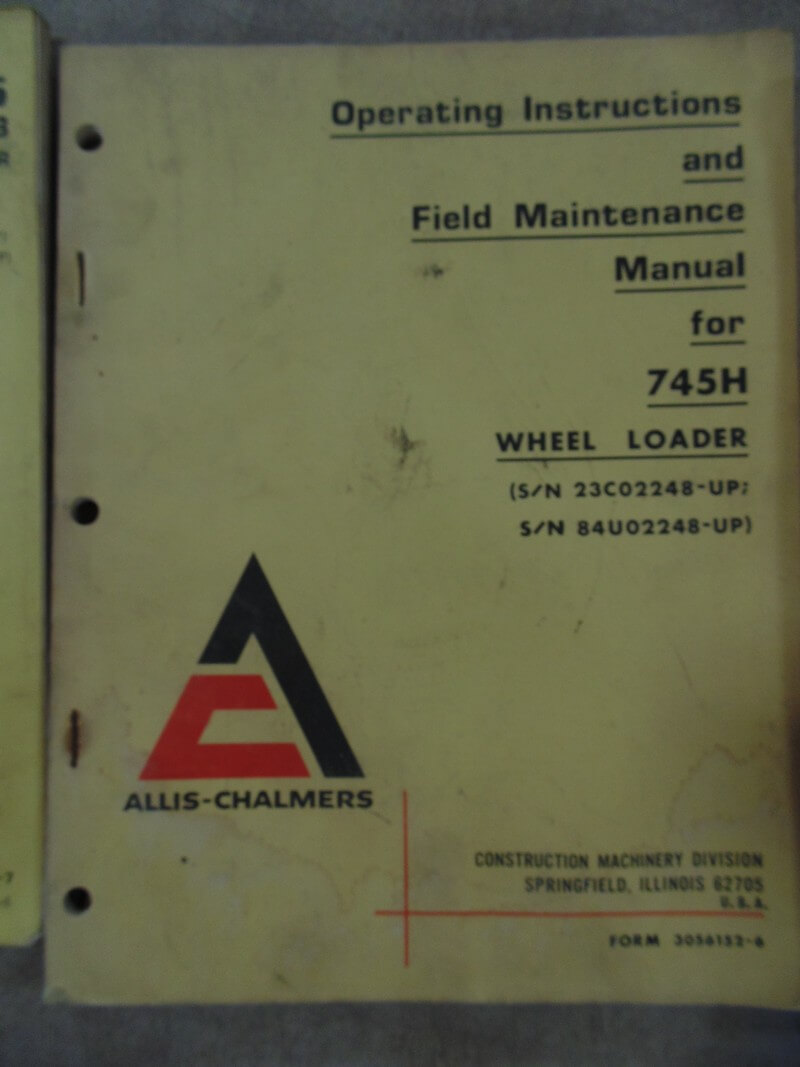 Operating Instructions
and
Field Maintenance
Manual
for
745H
WHEEL LOADER
(S/N 23C02248-UP;
S/N 84U02248-UP)
ALLIS-CHALMERS
CONSTRUCTION MACHINERY DIVISION
SPRINGFIELD, ILLINOIS 62705
U.S.A.
FORM 3056152-6